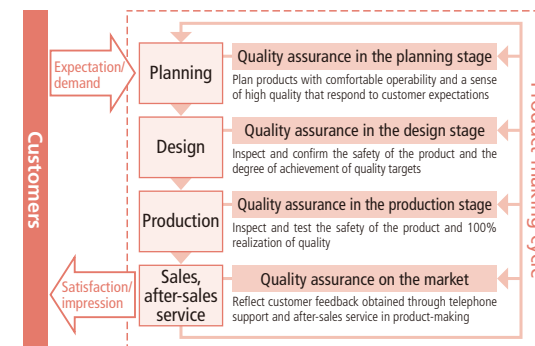 Customers
Expectation/
demand
Satisfaction/
impression
Planning
Quality assurance in the planning stage
Plan products with comfortable operability and a sense
of high quality that respond to customer expectations
Design
Quality assurance in the design stage
Inspect and confirm the safety of the product and the
degree of achievement of quality targets
Production
Quality assurance in the production stage
Inspect and test the safety of the product and 100%
realization of quality
Sales,
after-sales
service
Quality assurance on the market
Reflect customer feedback obtained through telephone
support and after-sales service in product-making